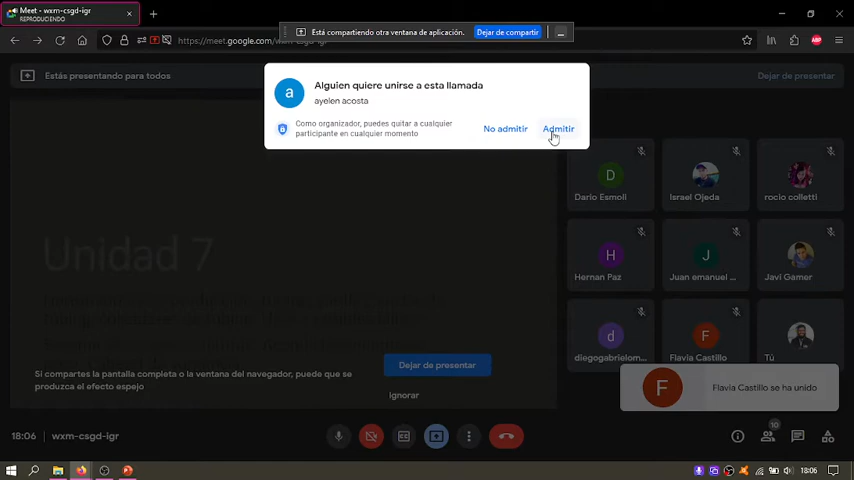 Meet - wxm-csgd-igr
REPRODUCIENDO
Está compartiendo otra ventana de aplicación.
Dejar de compartir
https://meet.google.com/wxm-csgd-igr
ABP
Estás presentando para todos
Dejar de presentar
a
Alguien quiere unirse a esta llamada
ayelen acosta
Como organizador, puedes quitar a cualquier
participante en cualquier momento
No admitir
Admitir
D
Dario Esmoli
Israel Ojeda
rocio colletti
Unidad 7
H
Hernan Paz
J
Juan emanuel ...
Javi Gamer
d
diegogabrielom...
F
Flavia Castillo
Tú
Si compartes la pantalla completa o la ventana del navegador, puede que se
produzca el efecto espejo
Dejar de presentar
Ignorar
F
Flavia Castillo se ha unido
18:06
wxm-csgd-igr
10
18:06